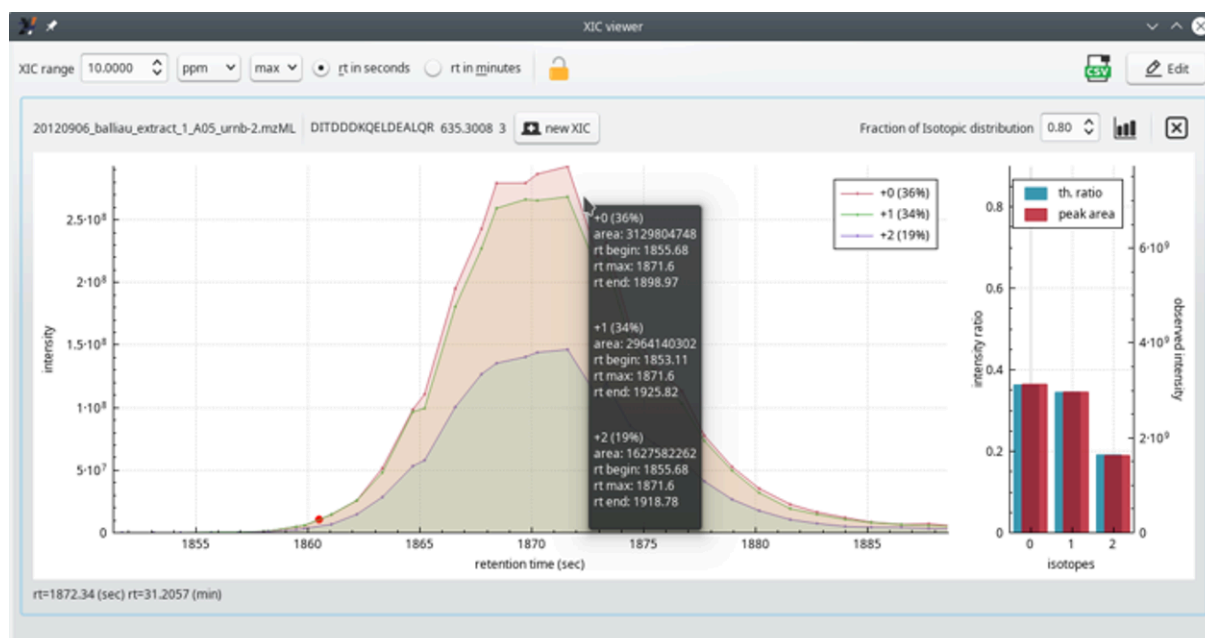 XIC viewer
XIC range 10.0000 ppm max rt in seconds rt in minutes CSV Edit
20120906_balliau_extract_1_A05_urnb-2.mzML DITDDDKQELDEALQR 635.3008 3 new XIC Fraction of Isotopic distribution 0.80
intensity
2.5·10⁸
2·10⁸
1.5·10⁸
1·10⁸
5·10⁷
0
1855 1860 1865 1870 1875 1880 1885
retention time (sec)
+0 (36%)
+1 (34%)
+2 (19%)
+0 (36%)
area: 3129804748
rt begin: 1855.68
rt max: 1871.6
rt end: 1898.97
+1 (34%)
area: 2964140302
rt begin: 1853.11
rt max: 1871.6
rt end: 1925.82
+2 (19%)
area: 1627582262
rt begin: 1855.68
rt max: 1871.6
rt end: 1918.78
th. ratio
peak area
intensity ratio
0.8
0.6
0.4
0.2
0
6·10⁹
4·10⁹
2·10⁹
0
observed intensity
0 1 2
isotopes
rt=1872.34 (sec) rt=31.2057 (min)